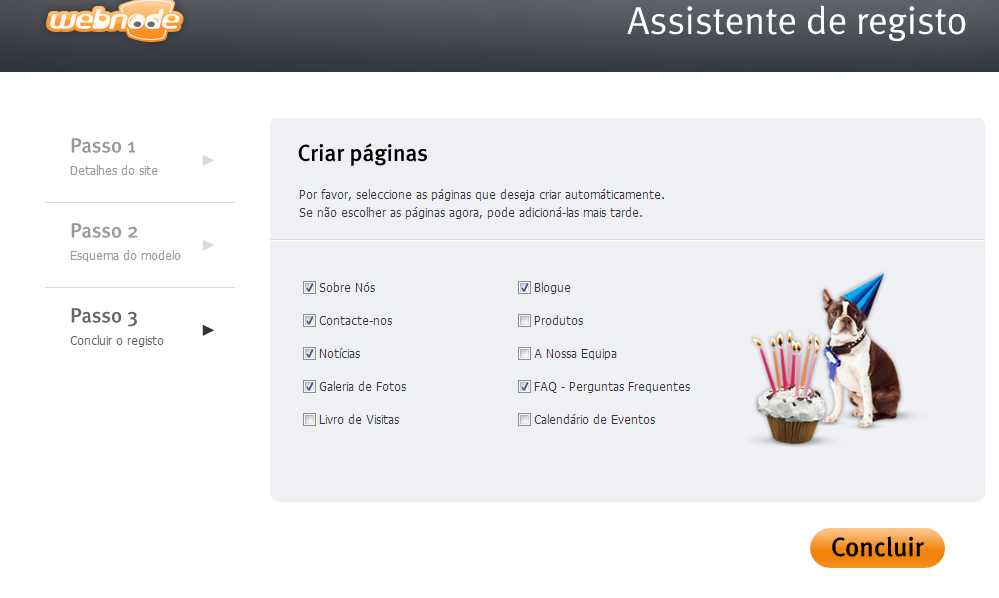 webnode
Assistente de registo
Passo 1
Detalhes do site
Passo 2
Esquema do modelo
Passo 3
Concluir o registo
Criar páginas
Por favor, seleccione as páginas que deseja criar automáticamente.
Se não escolher as páginas agora, pode adicioná-las mais tarde.
Sobre Nós
Contacte-nos
Notícias
Galeria de Fotos
Livro de Visitas
Blogue
Produtos
A Nossa Equipa
FAQ - Perguntas Frequentes
Calendário de Eventos
Concluir